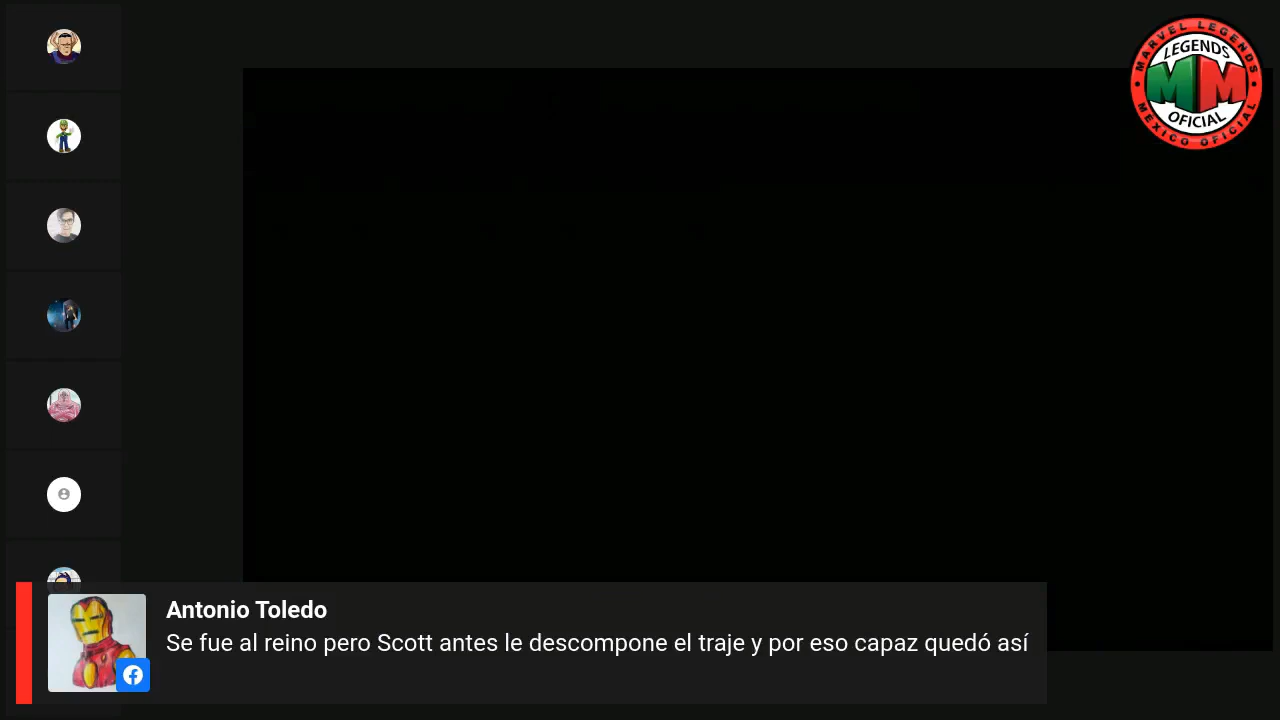 MARVEL LEGENDS
LEGENDS
MM
OFICIAL
MEXICO OFICIAL
Antonio Toledo
Se fue al reino pero Scott antes le descompone el traje y por eso capaz quedó así